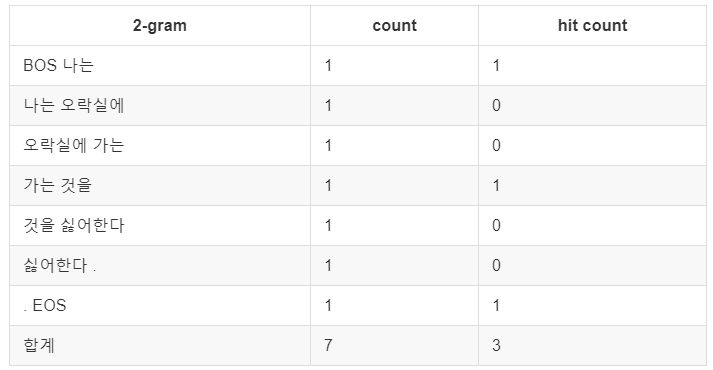 2-gram count hit count
BOS 나는 1 1
나는 오락실에 1 0
오락실에 가는 1 0
가는 것을 1 1
것을 싫어한다 1 0
싫어한다 . 1 0
. EOS 1 1
합계 7 3